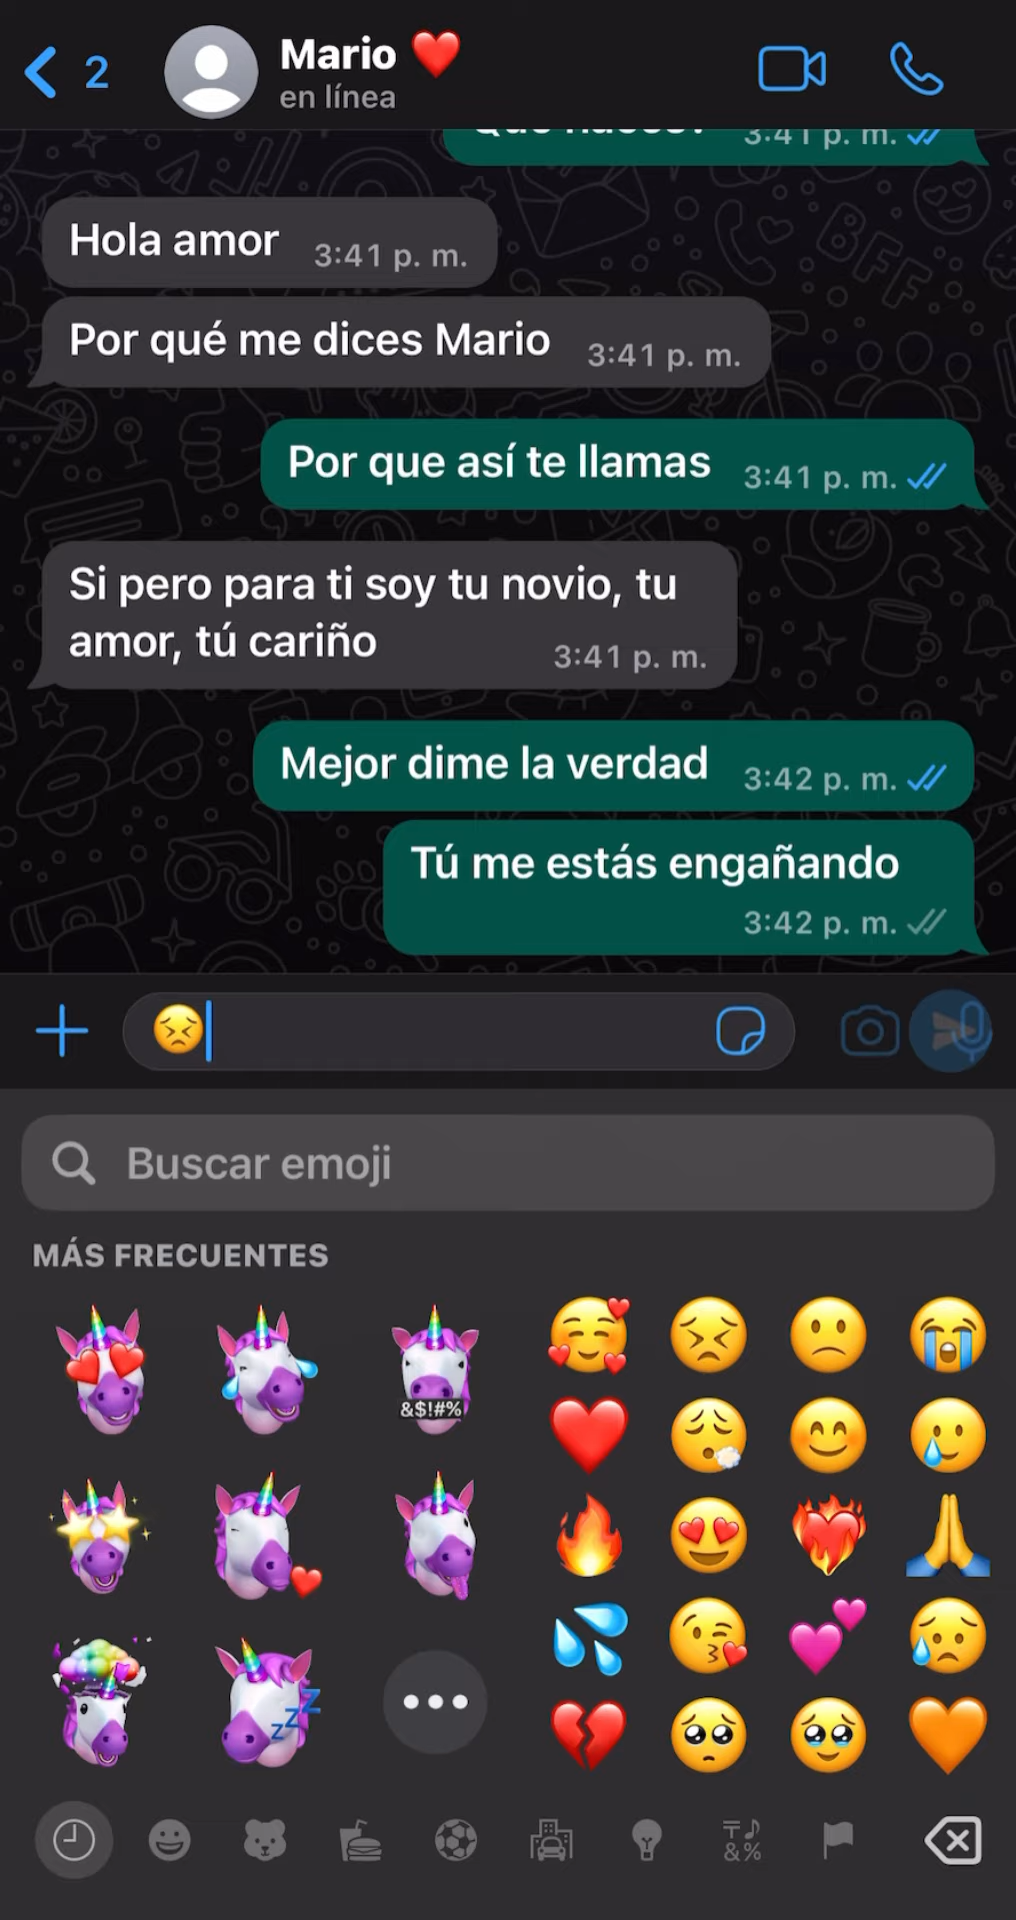 2
Mario ❤️
en línea
3:41 p. m.
Hola amor 3:41 p. m.
Por qué me dices Mario 3:41 p. m.
Por que así te llamas 3:41 p. m.
Si pero para ti soy tu novio, tu
amor, tú cariño 3:41 p. m.
Mejor dime la verdad 3:42 p. m.
Tú me estás engañando
3:42 p. m.
😣
Buscar emoji
MÁS FRECUENTES
&$!#%
zzZ